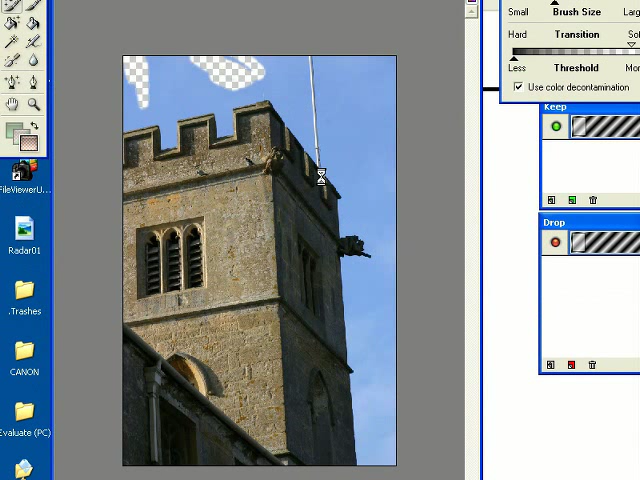 Small Brush Size Larg
Hard Transition Sof
Less Threshold Mor
Use color decontamination
Keep
Drop
FileViewerU...
Radar01
.Trashes
CANON
Evaluate (PC)